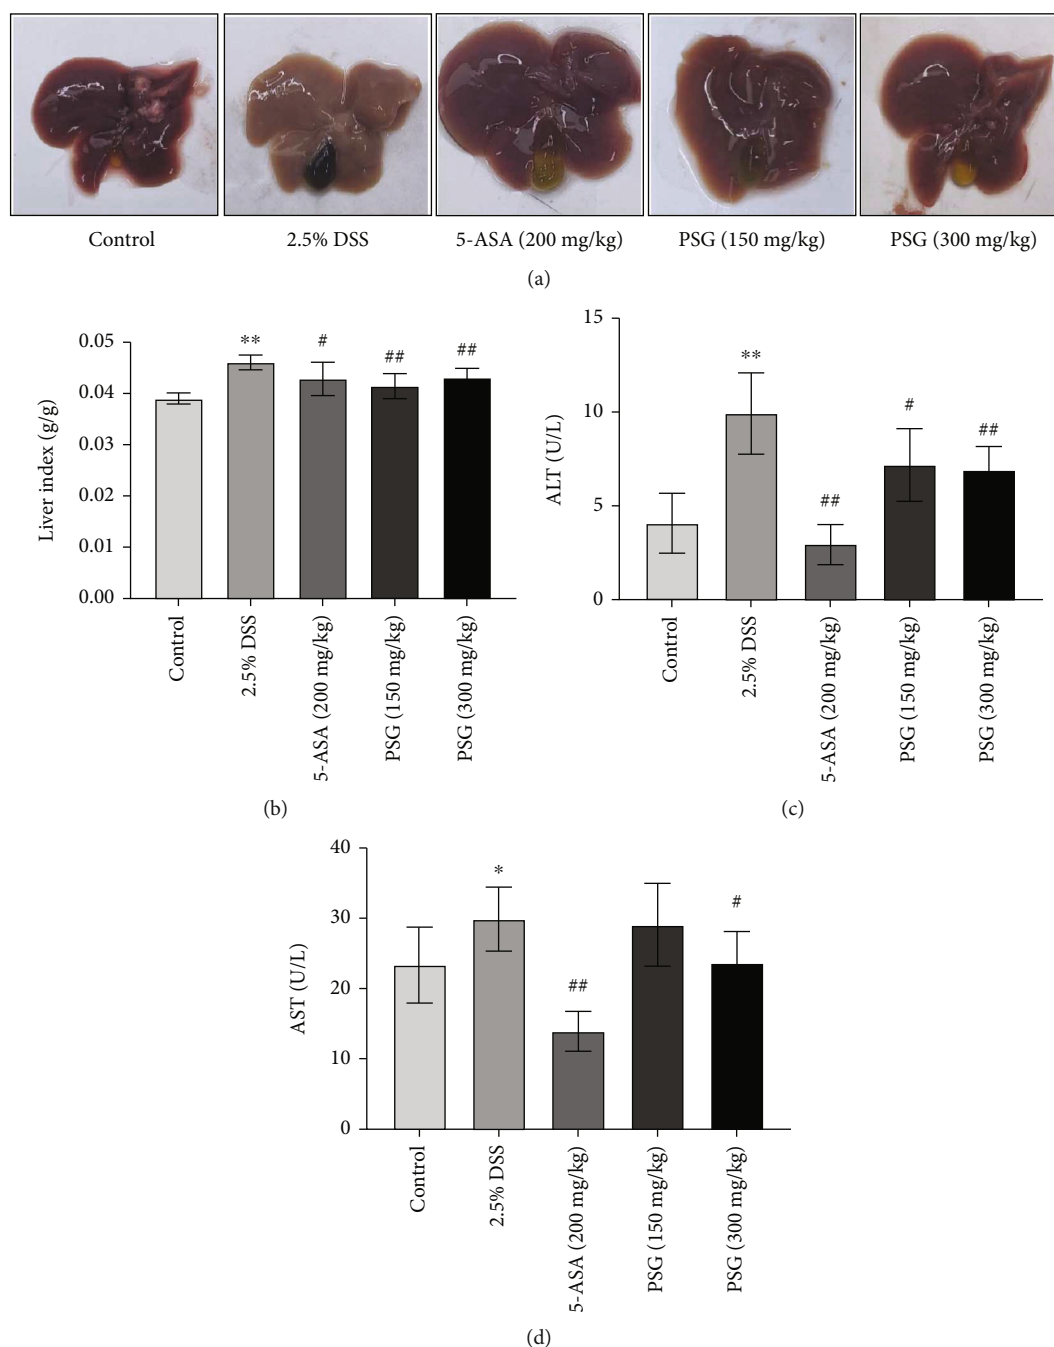 Control
2.5% DSS
5-ASA (200 mg/kg)
PSG (150 mg/kg)
PSG (300 mg/kg)
(a)
Liver index (g/g)
0.05
0.04
0.03
0.02
0.01
0.00
**
#
##
##
Control
2.5% DSS
5-ASA (200 mg/kg)
PSG (150 mg/kg)
PSG (300 mg/kg)
(b)
ALT (U/L)
15
10
5
0
**
##
#
##
Control
2.5% DSS
5-ASA (200 mg/kg)
PSG (150 mg/kg)
PSG (300 mg/kg)
(c)
AST (U/L)
40
30
20
10
0
*
##
#
Control
2.5% DSS
5-ASA (200 mg/kg)
PSG (150 mg/kg)
PSG (300 mg/kg)
(d)